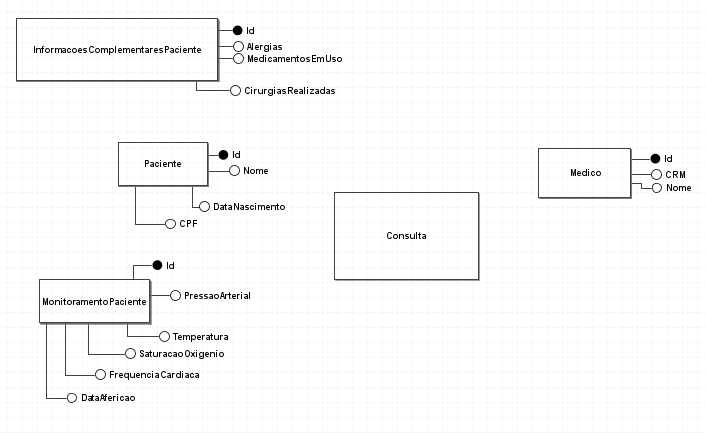 InformacoesComplementaresPaciente
Id
Alergias
MedicamentosEmUso
CirurgiasRealizadas
Paciente
Id
Nome
DataNascimento
CPF
Medico
Id
CRM
Nome
Consulta
MonitoramentoPaciente
Id
PressaoArterial
Temperatura
SaturacaoOxigenio
FrequenciaCardiaca
DataAfericao